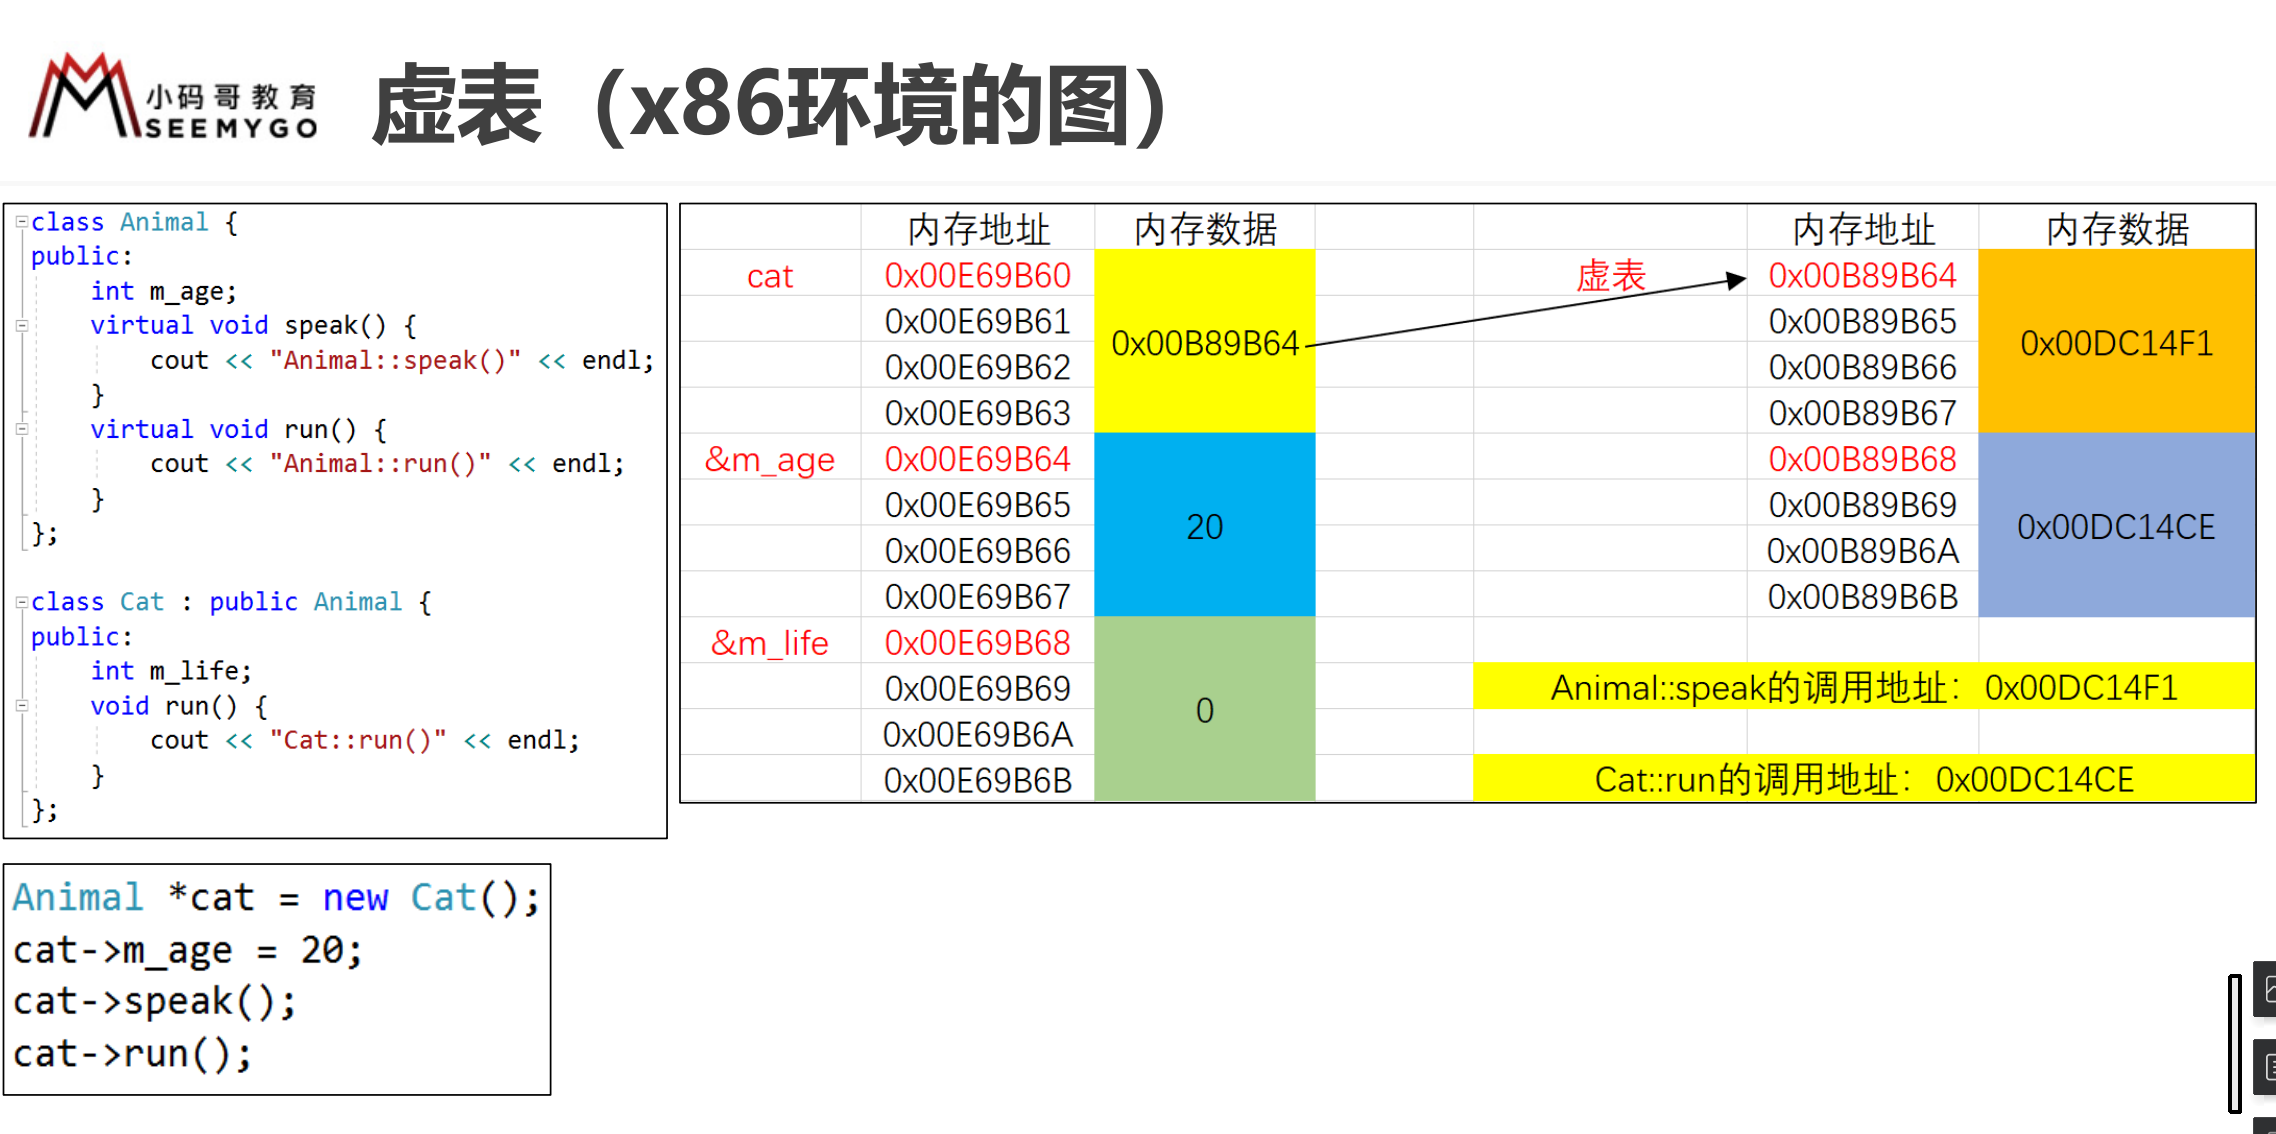 小码哥教育
SEEMYGO
虚表（x86环境的图）
class Animal {
public:
    int m_age;
    virtual void speak() {
        cout << "Animal::speak()" << endl;
    }
    virtual void run() {
        cout << "Animal::run()" << endl;
    }
};
class Cat : public Animal {
public:
    int m_life;
    void run() {
        cout << "Cat::run()" << endl;
    }
};
Animal *cat = new Cat();
cat->m_age = 20;
cat->speak();
cat->run();
内存地址 内存数据 内存地址 内存数据
cat 0x00E69B60 虚表 0x00B89B64
0x00E69B61 0x00B89B65
0x00B89B64 0x00DC14F1
0x00E69B62 0x00B89B66
0x00E69B63 0x00B89B67
&m_age 0x00E69B64 0x00B89B68
0x00E69B65 0x00B89B69
20 0x00DC14CE
0x00E69B66 0x00B89B6A
0x00E69B67 0x00B89B6B
&m_life 0x00E69B68
0x00E69B69 Animal::speak的调用地址：0x00DC14F1
0
0x00E69B6A
0x00E69B6B Cat::run的调用地址：0x00DC14CE